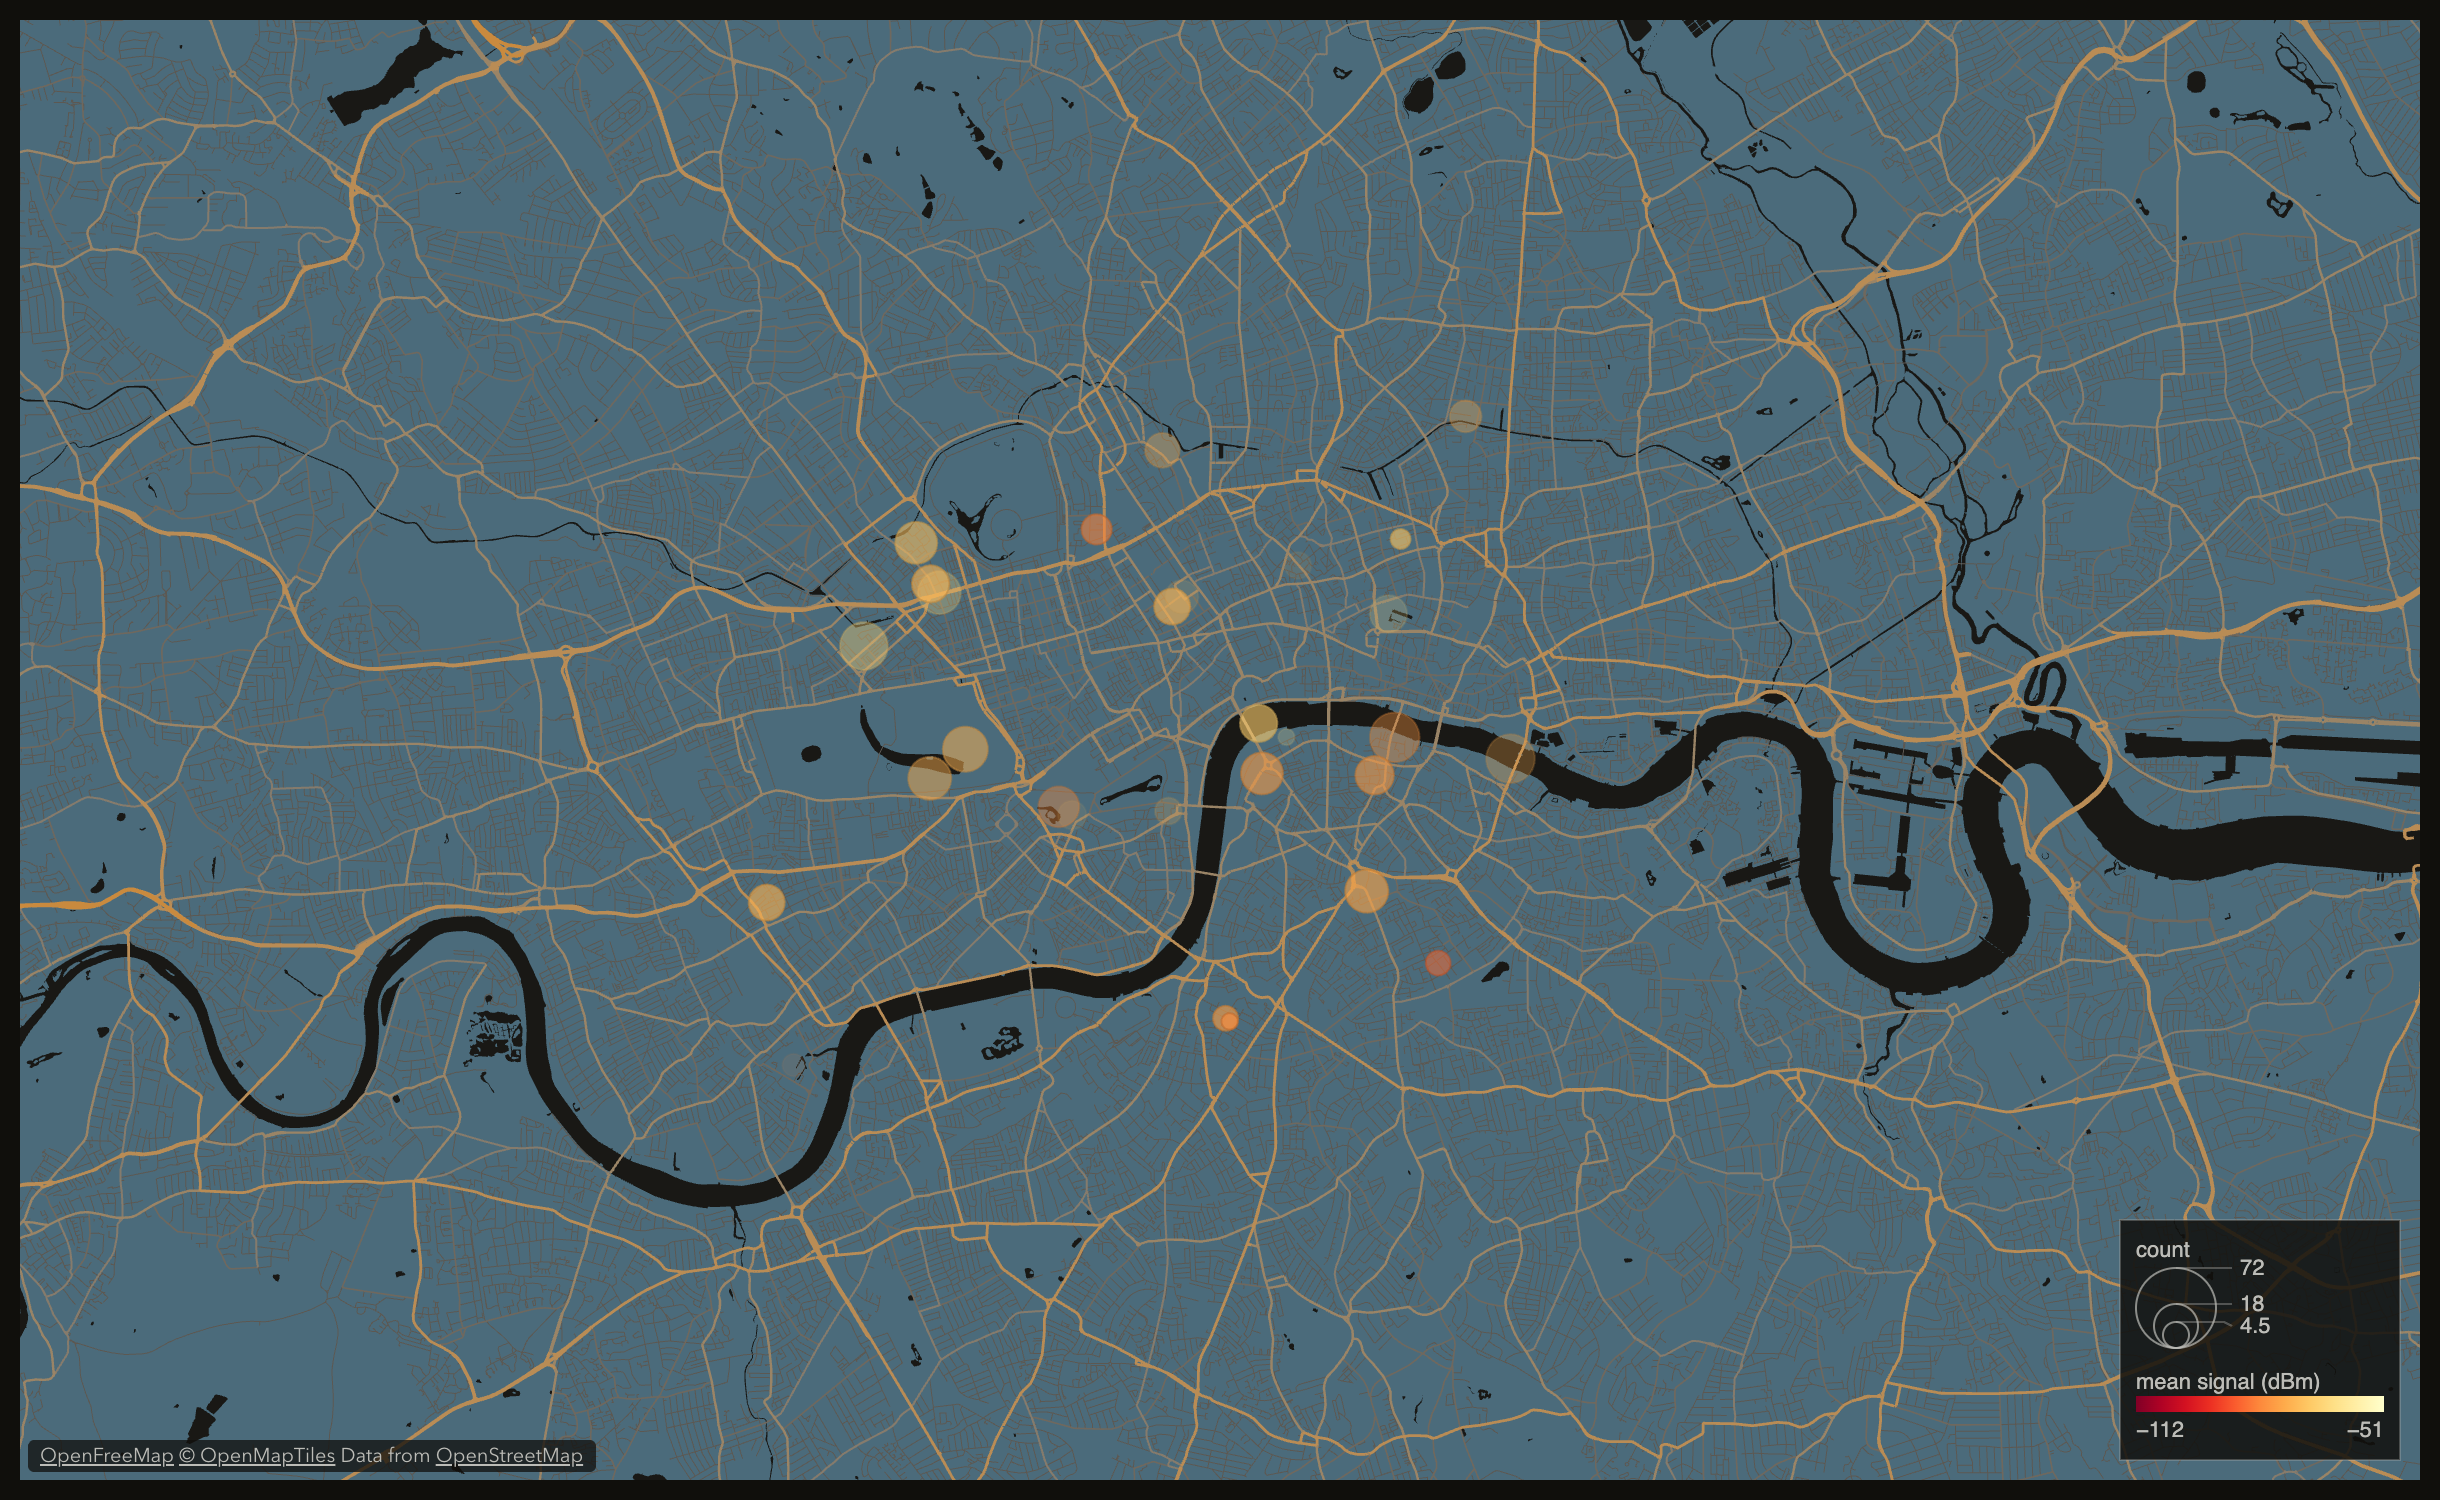 count
72
18
4.5
mean signal (dBm)
−112 −51
OpenFreeMap © OpenMapTiles Data from OpenStreetMap